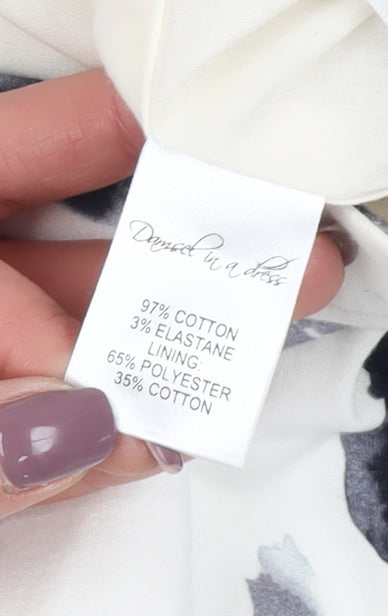 Damsel in a dress
97% COTTON
3% ELASTANE
LINING:
65% POLYESTER
35% COTTON